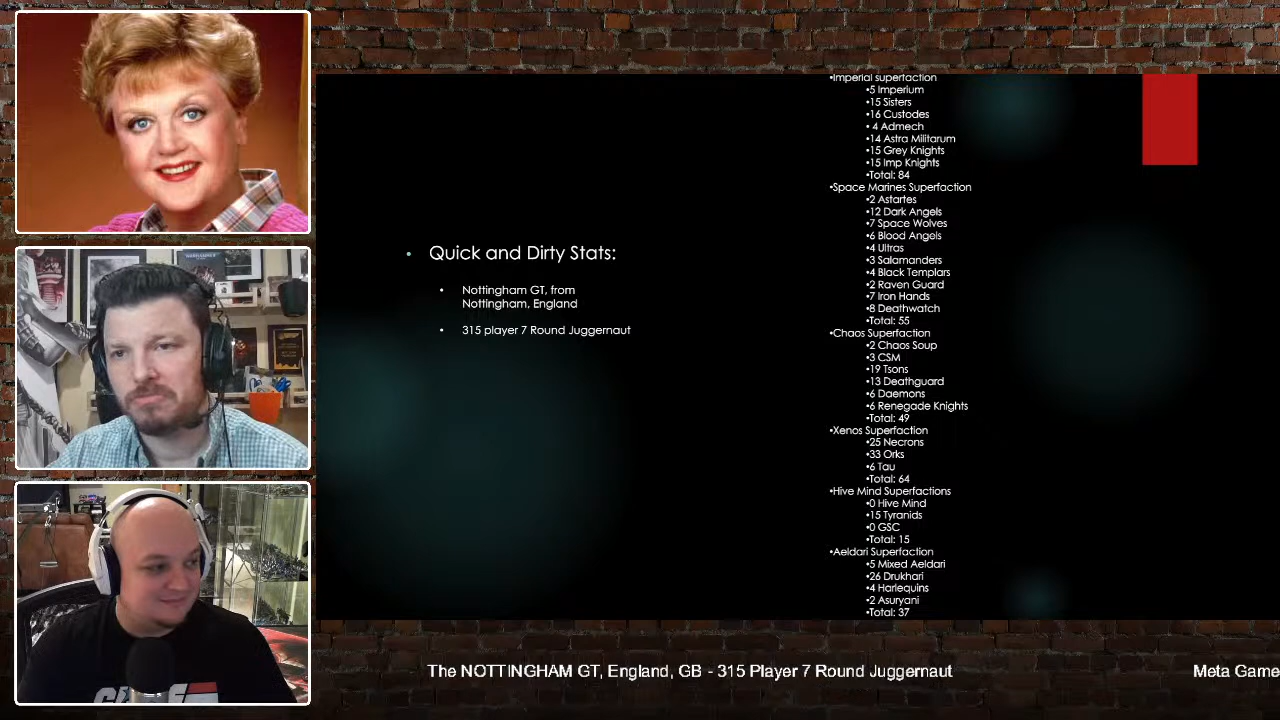 •Imperial superfaction
•5 Imperium
•15 Sisters
•16 Custodes
• 4 Admech
•14 Astra Militarum
•15 Grey Knights
•15 Imp Knights
•Total: 84
•Space Marines Superfaction
•2 Astartes
•12 Dark Angels
•7 Space Wolves
•6 Blood Angels
•4 Ultras
•3 Salamanders
•4 Black Templars
•2 Raven Guard
•7 Iron Hands
•8 Deathwatch
•Total: 55
•Chaos Superfaction
•2 Chaos Soup
•3 CSM
•19 Tsons
•13 Deathguard
•6 Daemons
•6 Renegade Knights
•Total: 49
•Xenos Superfaction
•25 Necrons
•33 Orks
•6 Tau
•Total: 64
•Hive Mind Superfactions
•0 Hive Mind
•15 Tyranids
•0 GSC
•Total: 15
•Aeldari Superfaction
•5 Mixed Aeldari
•26 Drukhari
•4 Harlequins
•2 Asuryani
•Total: 37
• Quick and Dirty Stats:
• Nottingham GT, from
Nottingham, England
• 315 player 7 Round Juggernaut
The NOTTINGHAM GT, England, GB - 315 Player 7 Round Juggernaut
Meta Game